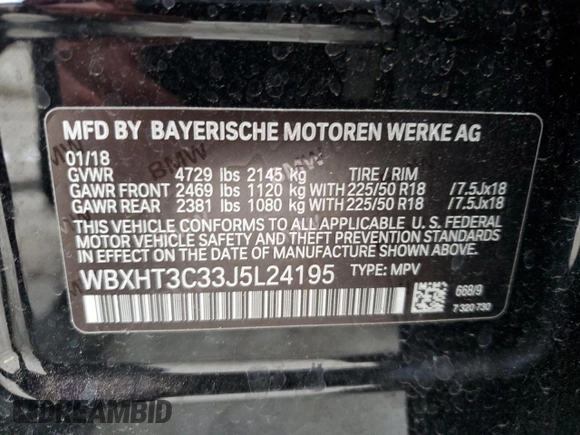 MFD BY BAYERISCHE MOTOREN WERKE AG
01/18
GVWR 4729 lbs 2145 kg TIRE / RIM
GAWR FRONT 2469 lbs 1120 kg WITH 225/50 R18 /7.5Jx18
GAWR REAR 2381 lbs 1080 kg WITH 225/50 R18 /7.5Jx18
THIS VEHICLE CONFORMS TO ALL APPLICABLE U. S. FEDERAL
MOTOR VEHICLE SAFETY, BUMPER, AND THEFT PREVENTION STANDARDS
IN EFFECT ON THE DATE OF MANUFACTURE SHOWN ABOVE.
WBXHT3C33J5L24195 TYPE: MPV
668/9
7 320 730
DREAMBID